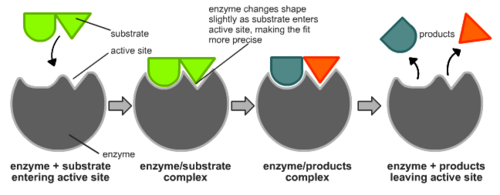 substrate
active site
enzyme
enzyme changes shape
slightly as substrate enters
active site, making the fit
more precise
products
enzyme + substrate
entering active site
enzyme/substrate
complex
enzyme/products
complex
enzyme + products
leaving active site